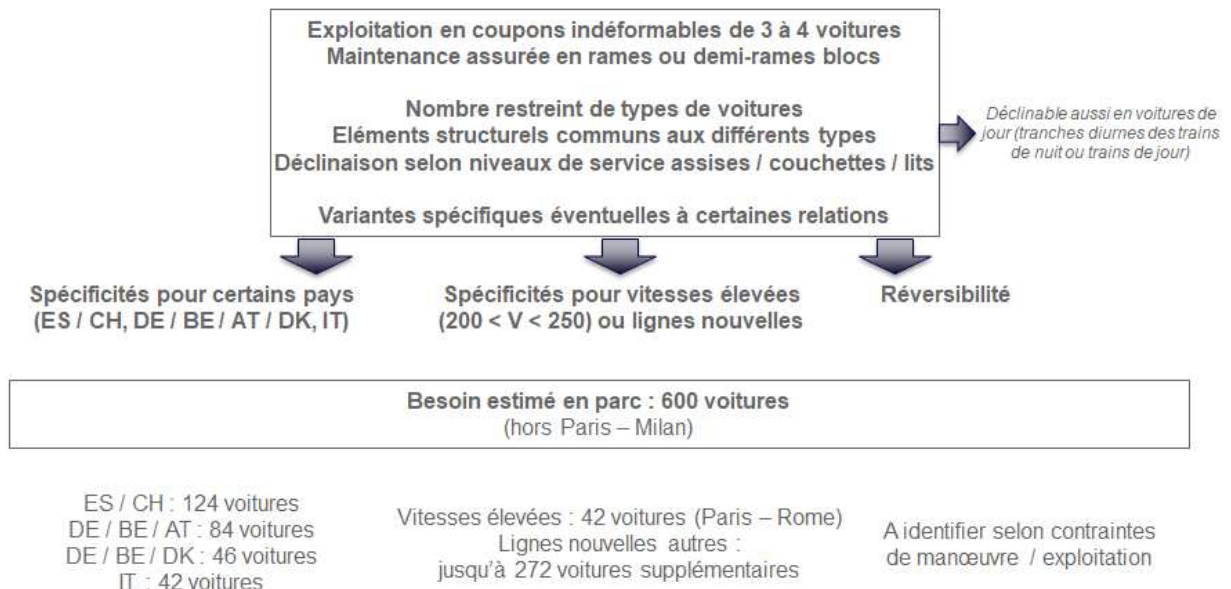 Exploitation en coupons indéformables de 3 à 4 voitures
Maintenance assurée en rames ou demi-rames blocs
Nombre restreint de types de voitures
Eléments structurels communs aux différents types
Déclinaison selon niveaux de service assises / couchettes / lits
Variantes spécifiques éventuelles à certaines relations
Déclinable aussi en voitures de
jour (tranches diurnes des trains
de nuit ou trains de jour)
Spécificités pour certains pays
(ES / CH, DE / BE / AT / DK, IT)
Spécificités pour vitesses élevées
(200 < V < 250) ou lignes nouvelles
Réversibilité
Besoin estimé en parc : 600 voitures
(hors Paris – Milan)
ES / CH : 124 voitures
DE / BE / AT : 84 voitures
DE / BE / DK : 46 voitures
IT : 42 voitures
Vitesses élevées : 42 voitures (Paris – Rome)
Lignes nouvelles autres :
jusqu'à 272 voitures supplémentaires
A identifier selon contraintes
de manœuvre / exploitation